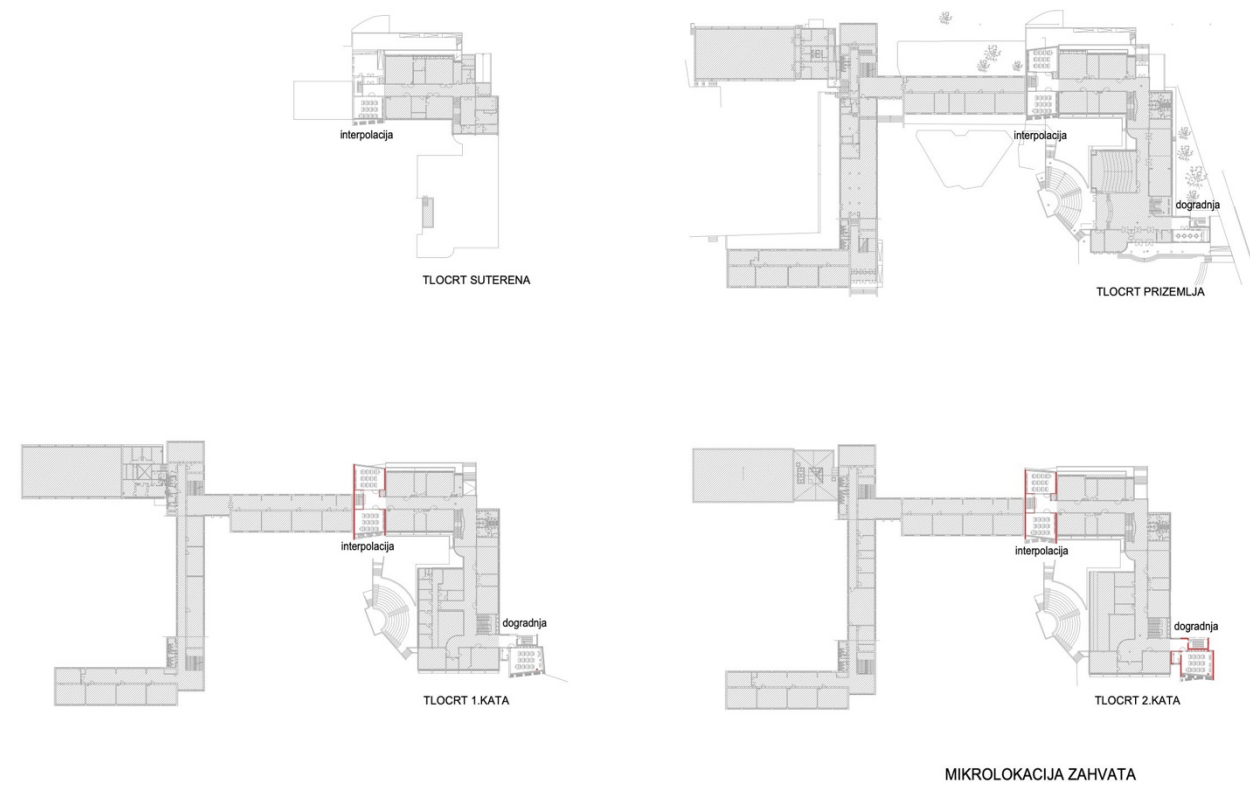 interpolacija
TLOCRT SUTERENA
interpolacija
dogradnja
TLOCRT PRIZEMLJA
interpolacija
dogradnja
TLOCRT 1.KATA
interpolacija
dogradnja
TLOCRT 2.KATA
MIKROLOKACIJA ZAHVATA